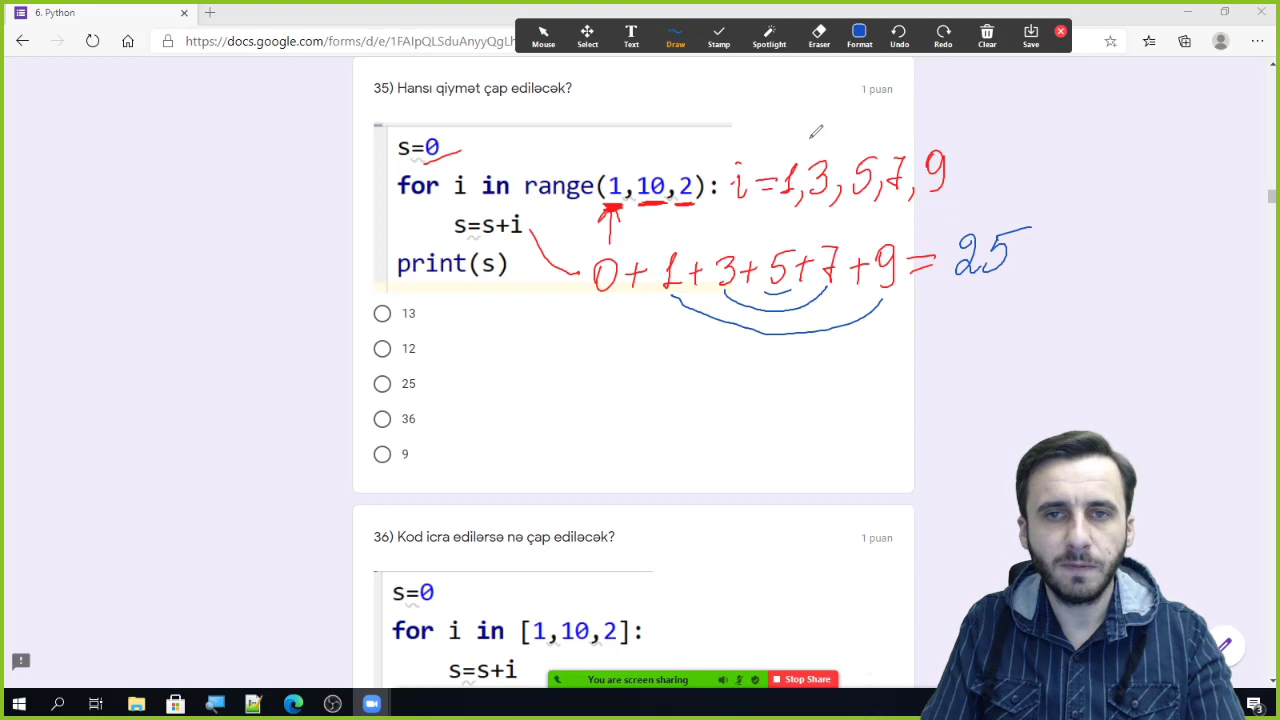 6. Python
https://docs.google.com/forms/d/e/1FAIpQLSduAnyyQgLh
Mouse Select Text Draw Stamp Spotlight Eraser Format Undo Redo Clear Save
35) Hansı qiymət çap ediləcək?
1 puan
s=0
for i in range(1,10,2): i=1,3,5,7,9
s=s+i
print(s)
0+1+3+5+7+9=25
13
12
25
36
9
36) Kod icra edilərsə nə çap ediləcək?
1 puan
s=0
for i in [1,10,2]:
s=s+i
You are screen sharing Stop Share
3